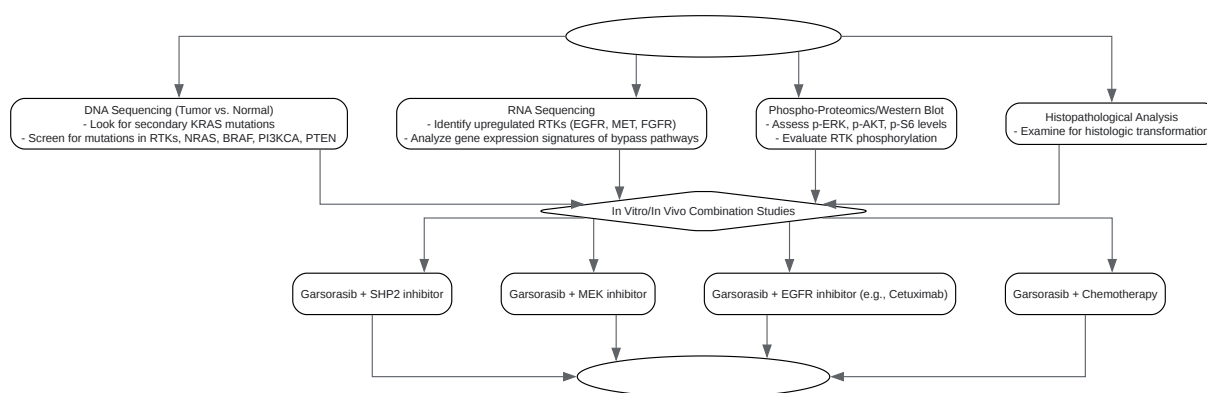 DNA Sequencing (Tumor vs. Normal)
- Look for secondary KRAS mutations
- Screen for mutations in RTKs, NRAS, BRAF, PI3KCA, PTEN
RNA Sequencing
- Identify upregulated RTKs (EGFR, MET, FGFR)
- Analyze gene expression signatures of bypass pathways
Phospho-Proteomics/Western Blot
- Assess p-ERK, p-AKT, p-S6 levels
- Evaluate RTK phosphorylation
Histopathological Analysis
- Examine for histologic transformation
In Vitro/In Vivo Combination Studies
Garsorasib + SHP2 inhibitor
Garsorasib + MEK inhibitor
Garsorasib + EGFR inhibitor (e.g., Cetuximab)
Garsorasib + Chemotherapy